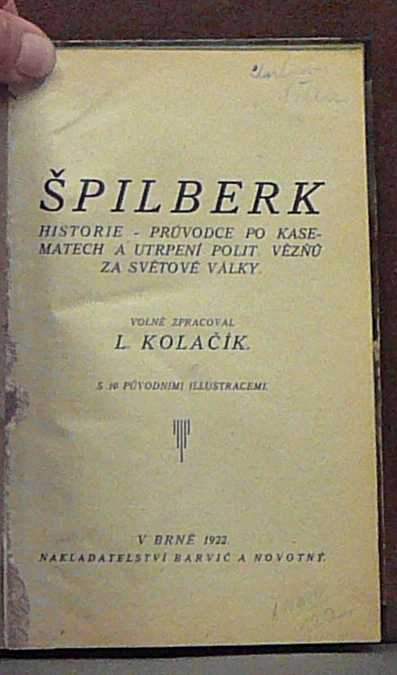 ŠPILBERK
HISTORIE - PRŮVODCE PO KASE-
MATECH A UTRPENÍ POLIT. VĚZŇŮ
ZA SVĚTOVÉ VÁLKY.
VOLNĚ ZPRACOVAL
L. KOLAČÍK.
S 10 PŮVODNÍMI ILLUSTRACEMI.
V BRNĚ 1922.
NAKLADATELSTVÍ BARVIČ A NOVOTNÝ.